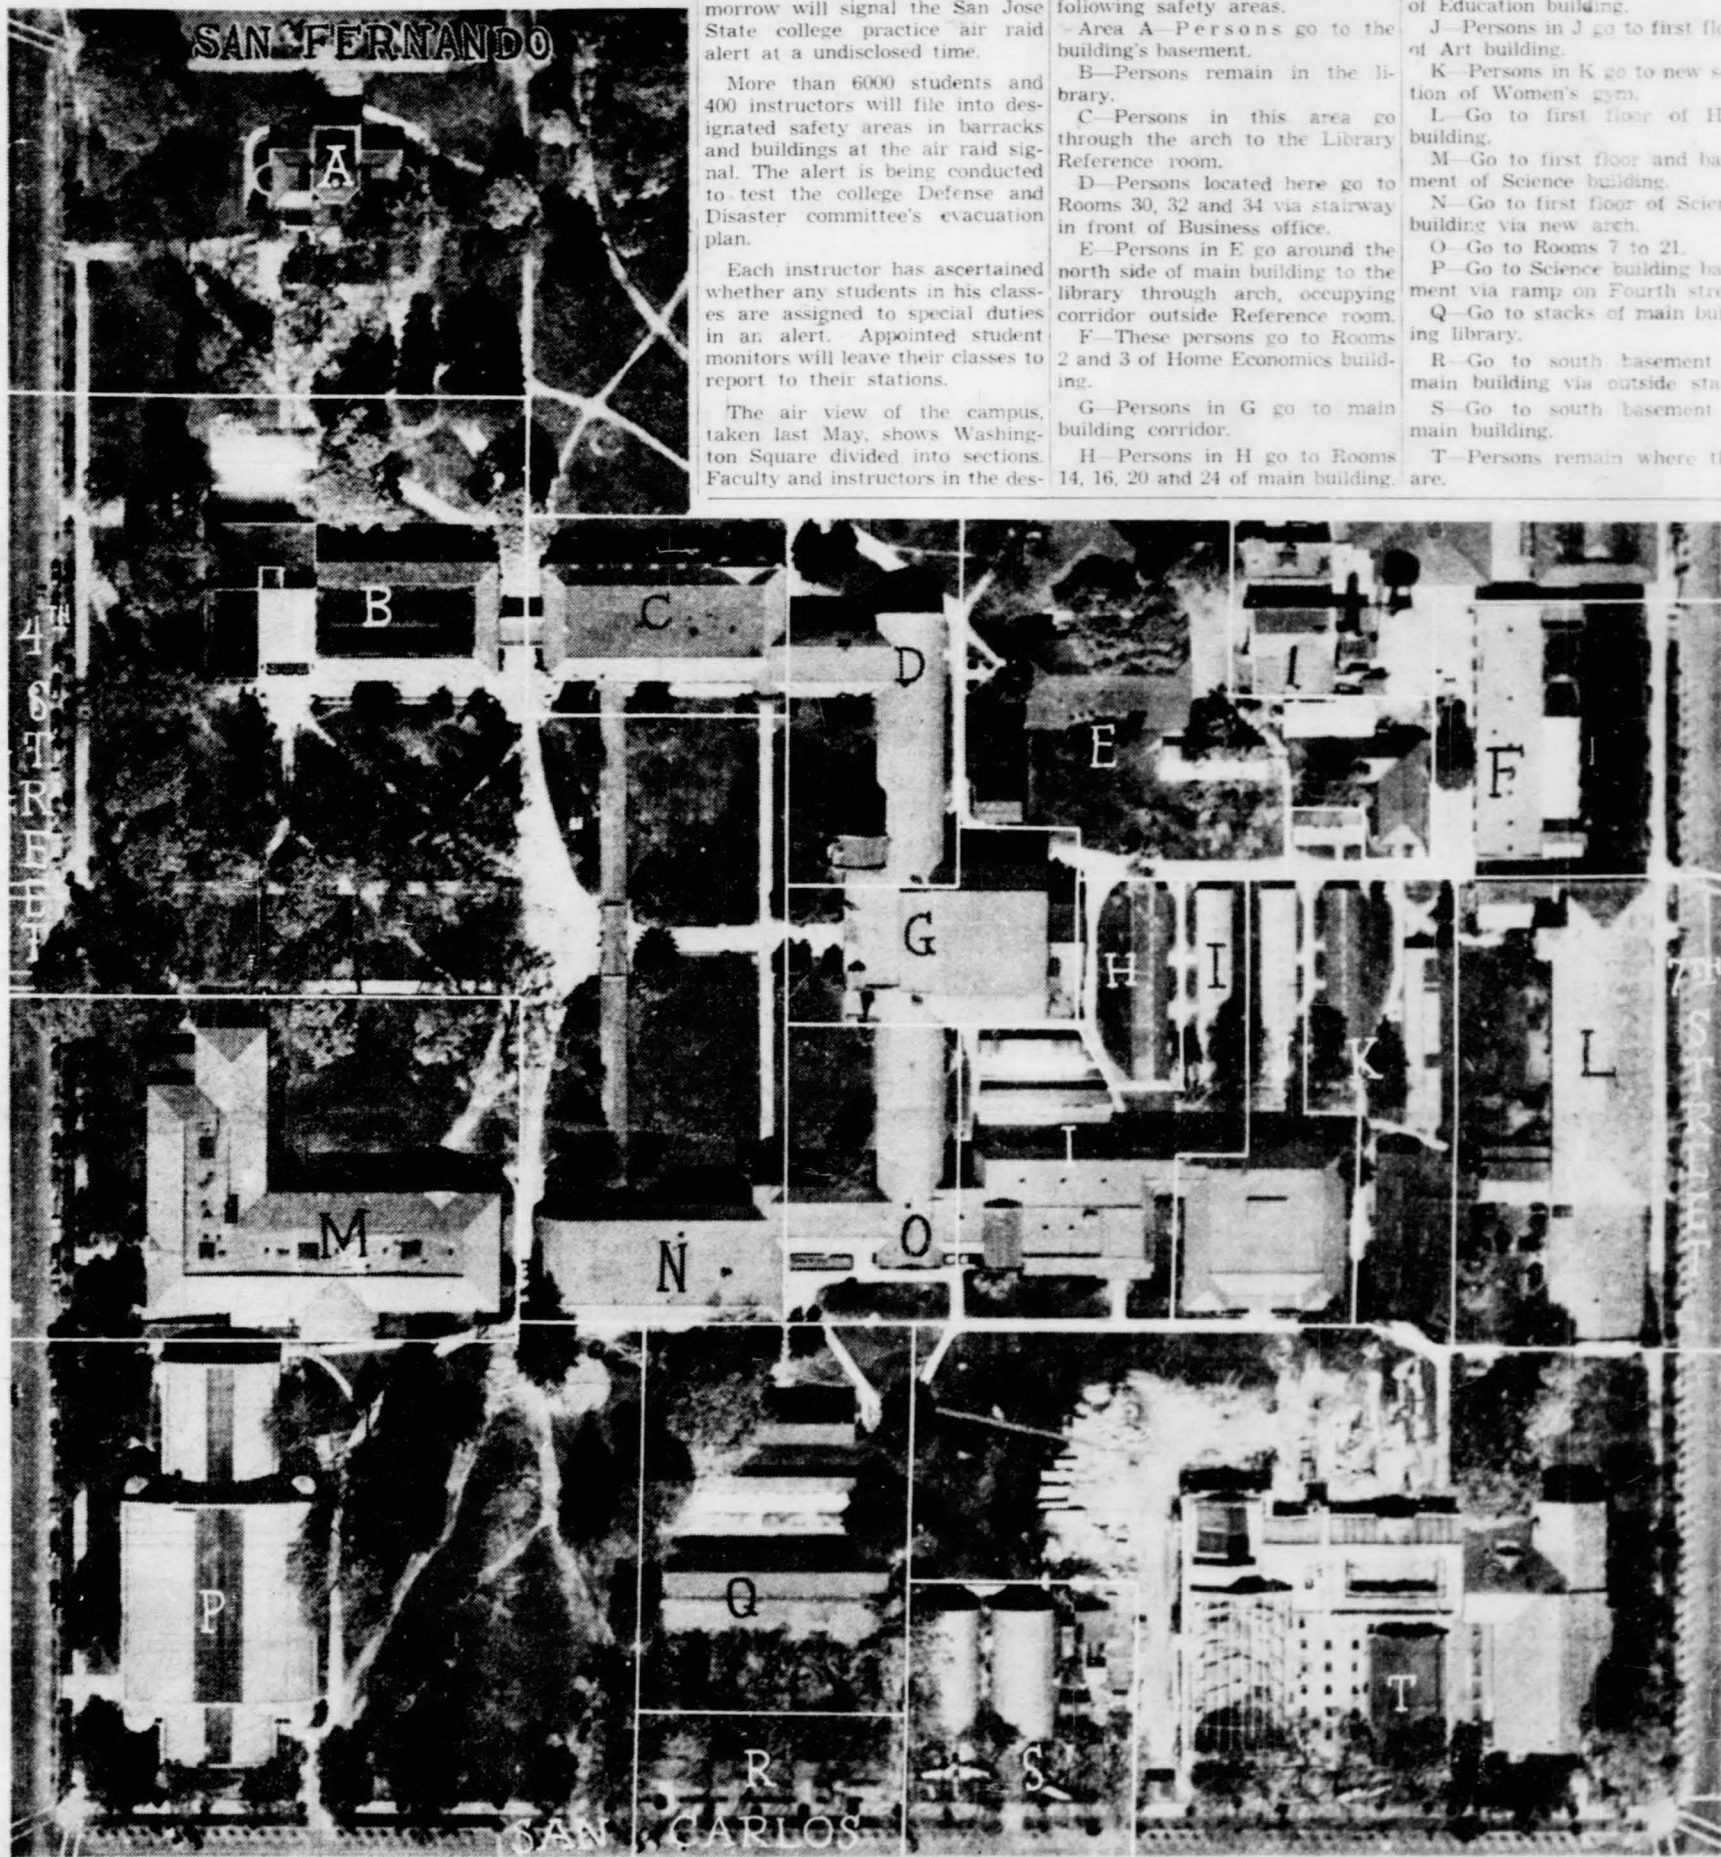 morrow will signal the San Jose
State college practice air raid
alert at a undisclosed time.
More than 6000 students and
400 instructors will file into des-
ignated safety areas in barracks
and buildings at the air raid sig-
nal. The alert is being conducted
to test the college Defense and
Disaster committee's evacuation
plan.
Each instructor has ascertained
whether any students in his class-
es are assigned to special duties
in an alert. Appointed student
monitors will leave their classes to
report to their stations.
The air view of the campus,
taken last May, shows Washing-
ton Square divided into sections.
Faculty and instructors in the des-
following safety areas.
Area A—Persons go to the
building's basement.
B—Persons remain in the li-
brary.
C—Persons in this area go
through the arch to the Library
Reference room.
D—Persons located here go to
Rooms 30, 32 and 34 via stairway
in front of Business office.
E—Persons in E go around the
north side of main building to the
library through arch, occupying
corridor outside Reference room.
F—These persons go to Rooms
2 and 3 of Home Economics build-
ing.
G—Persons in G go to main
building corridor.
H—Persons in H go to Rooms
14, 16, 20 and 24 of main building.
of Education building.
J—Persons in J go to first
of Art building.
K—Persons in K go to new
tion of Women's gym.
L—Go to first floor of
building.
M—Go to first floor and
ment of Science building.
N—Go to first floor of
building via new arch.
O—Go to Rooms 7 to 21.
P—Go to Science building
ment via ramp on Fourth
Q—Go to stacks of main
ing library.
R—Go to south basement
main building via outside
S—Go to south basement
main building.
T—Persons remain where
are.
SAN FERNANDO
A
B
C
D
E
F
4TH STREET
G
H
I
K
L
7TH STREET
M
N
O
P
Q
R
S
T
SAN CARLOS